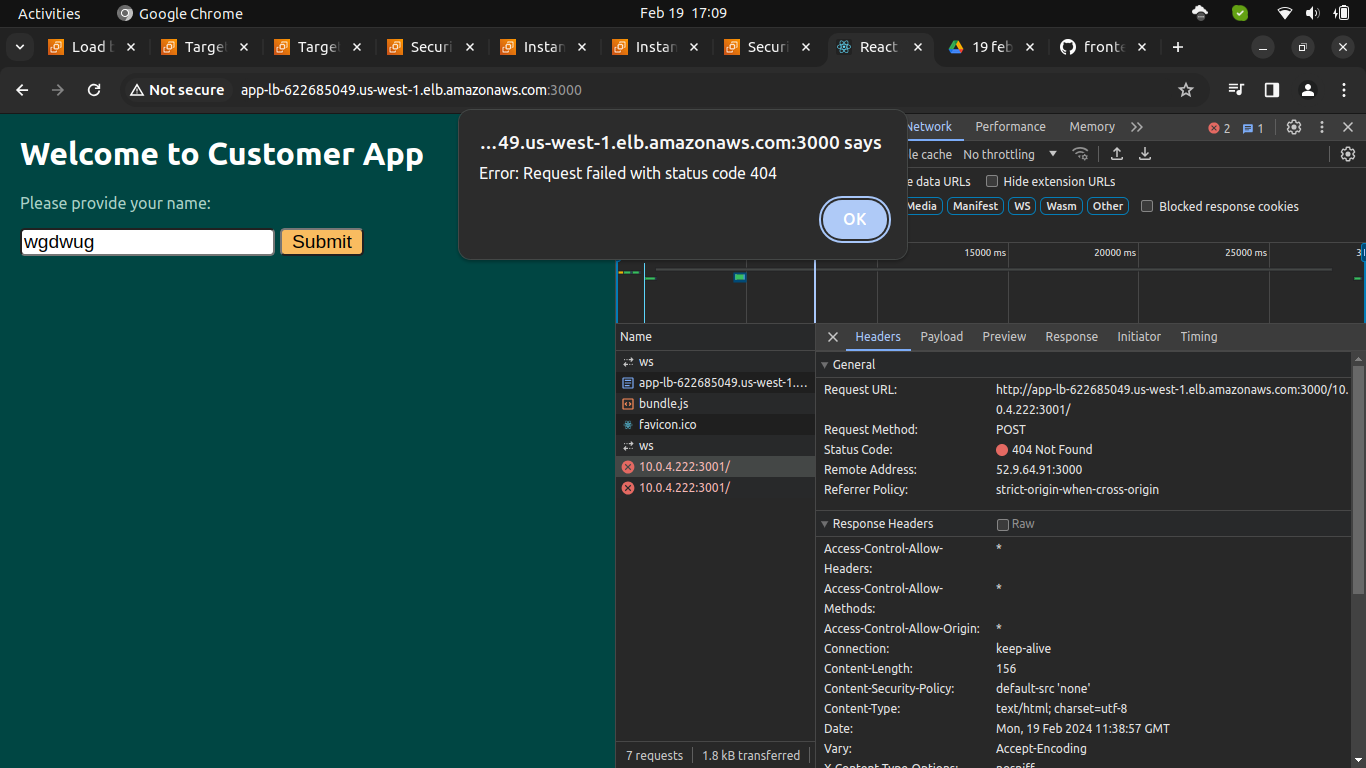 Activities
Google Chrome
Feb 19 17:09
Load b
Target
Target
Securi
Instan
Instan
Securi
React
19 feb
fronte
Not secure
app-lb-622685049.us-west-1.elb.amazonaws.com:3000
Welcome to Customer App
Please provide your name:
wgdwug
Submit
...49.us-west-1.elb.amazonaws.com:3000 says
Error: Request failed with status code 404
OK
Network
Performance
Memory
2
1
le cache
No throttling
e data URLs
Hide extension URLs
Media
Manifest
WS
Wasm
Other
Blocked response cookies
15000 ms
20000 ms
25000 ms
Name
ws
app-lb-622685049.us-west-1....
bundle.js
favicon.ico
ws
10.0.4.222:3001/
10.0.4.222:3001/
7 requests
1.8 kB transferred
Headers
Payload
Preview
Response
Initiator
Timing
General
Request URL: http://app-lb-622685049.us-west-1.elb.amazonaws.com:3000/10.
0.4.222:3001/
Request Method: POST
Status Code: 404 Not Found
Remote Address: 52.9.64.91:3000
Referrer Policy: strict-origin-when-cross-origin
Response Headers
Raw
Access-Control-Allow- *
Headers:
Access-Control-Allow- *
Methods:
Access-Control-Allow-Origin: *
Connection: keep-alive
Content-Length: 156
Content-Security-Policy: default-src 'none'
Content-Type: text/html; charset=utf-8
Date: Mon, 19 Feb 2024 11:38:57 GMT
Vary: Accept-Encoding
X-Content-Type-Options: nosniff